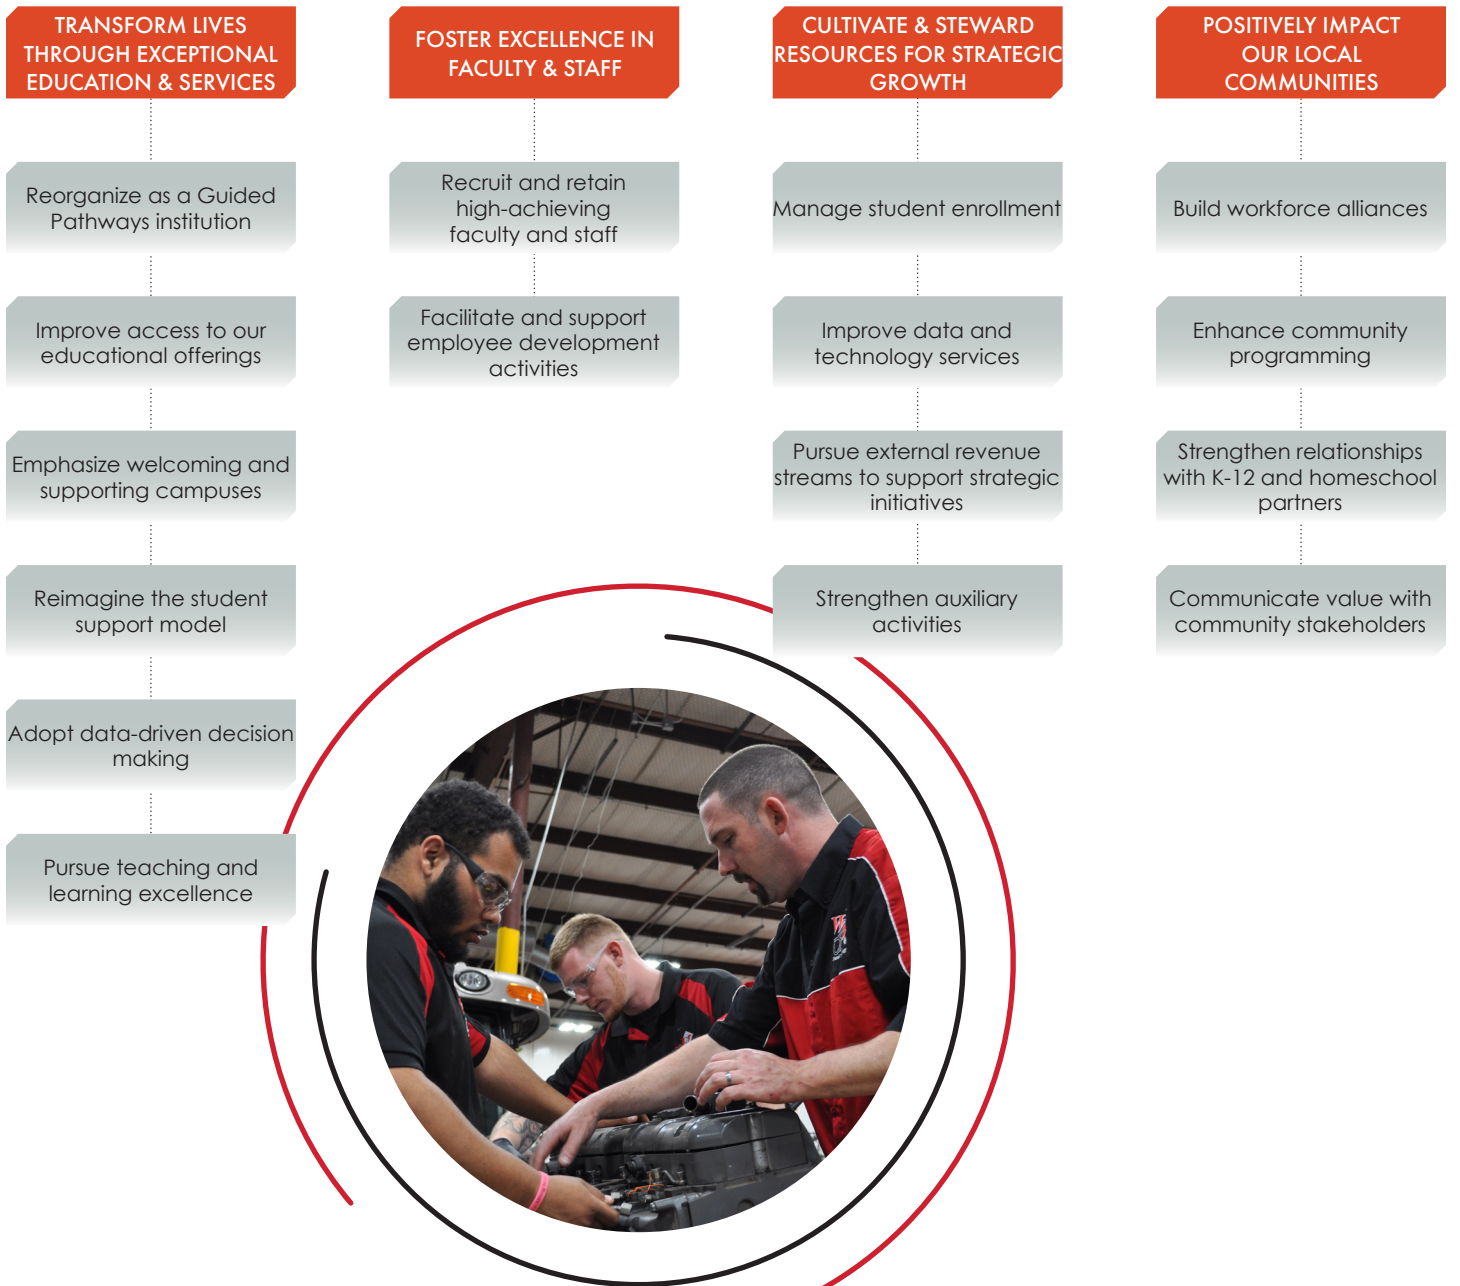 TRANSFORM LIVES
THROUGH EXCEPTIONAL
EDUCATION & SERVICES
Reorganize as a Guided
Pathways institution
Improve access to our
educational offerings
Emphasize welcoming and
supporting campuses
Reimagine the student
support model
Adopt data-driven decision
making
Pursue teaching and
learning excellence
FOSTER EXCELLENCE IN
FACULTY & STAFF
Recruit and retain
high-achieving
faculty and staff
Facilitate and support
employee development
activities
CULTIVATE & STEWARD
RESOURCES FOR STRATEGIC
GROWTH
Manage student enrollment
Improve data and
technology services
Pursue external revenue
streams to support strategic
initiatives
Strengthen auxiliary
activities
POSITIVELY IMPACT
OUR LOCAL
COMMUNITIES
Build workforce alliances
Enhance community
programming
Strengthen relationships
with K-12 and homeschool
partners
Communicate value with
community stakeholders